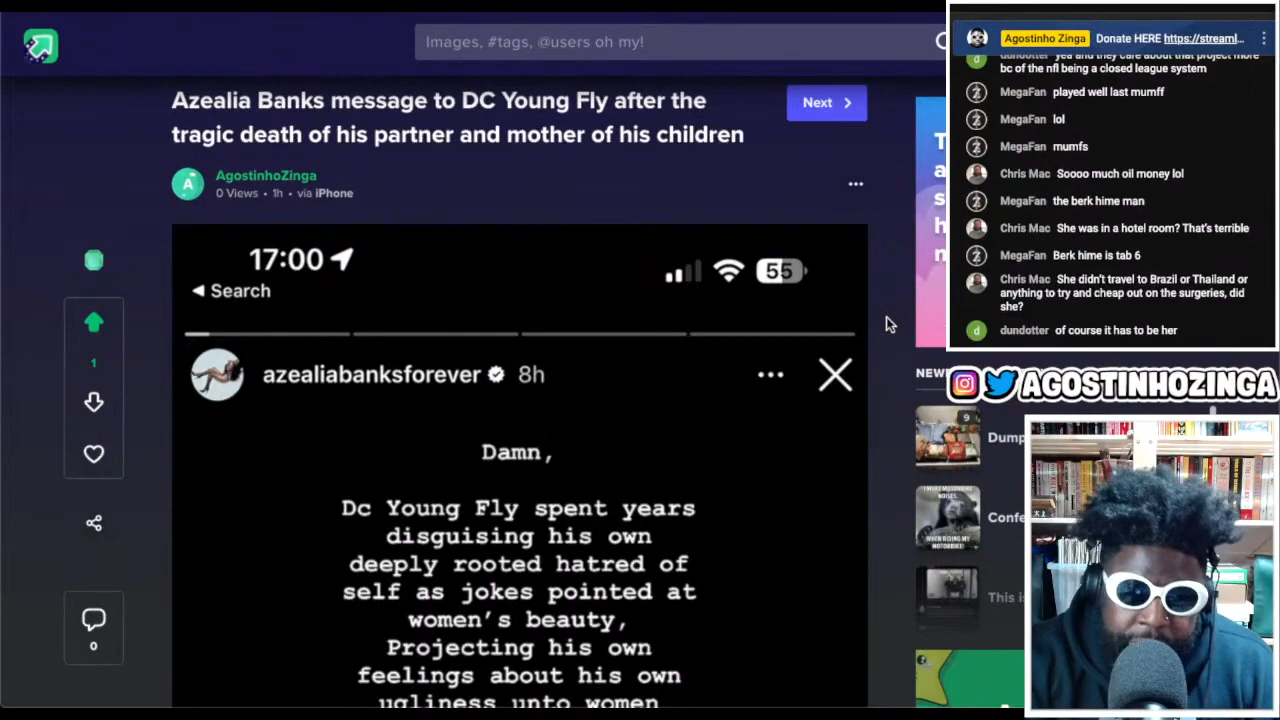 Images, #tags, @users oh my!
Azealia Banks message to DC Young Fly after the
tragic death of his partner and mother of his children
Next
A
AgostinhoZinga
0 Views • 1h • via iPhone
1
0
17:00
55
◀ Search
azealiabanksforever
8h
Damn,
Dc Young Fly spent years
disguising his own
deeply rooted hatred of
self as jokes pointed at
women's beauty,
Projecting his own
feelings about his own
ugliness unto women
NEWE
9
Dump
Confe
WHEN RIDING MY
MOTORBIKE!
This is
Agostinho Zinga Donate HERE https://streaml...
dundotter yea and they care about that project more
bc of the nfl being a closed league system
MegaFan played well last mumff
MegaFan lol
MegaFan mumfs
Chris Mac Soooo much oil money lol
MegaFan the berk hime man
Chris Mac She was in a hotel room? That's terrible
MegaFan Berk hime is tab 6
Chris Mac She didn't travel to Brazil or Thailand or
anything to try and cheap out on the surgeries, did
she?
dundotter of course it has to be her
AGOSTINHOZINGA